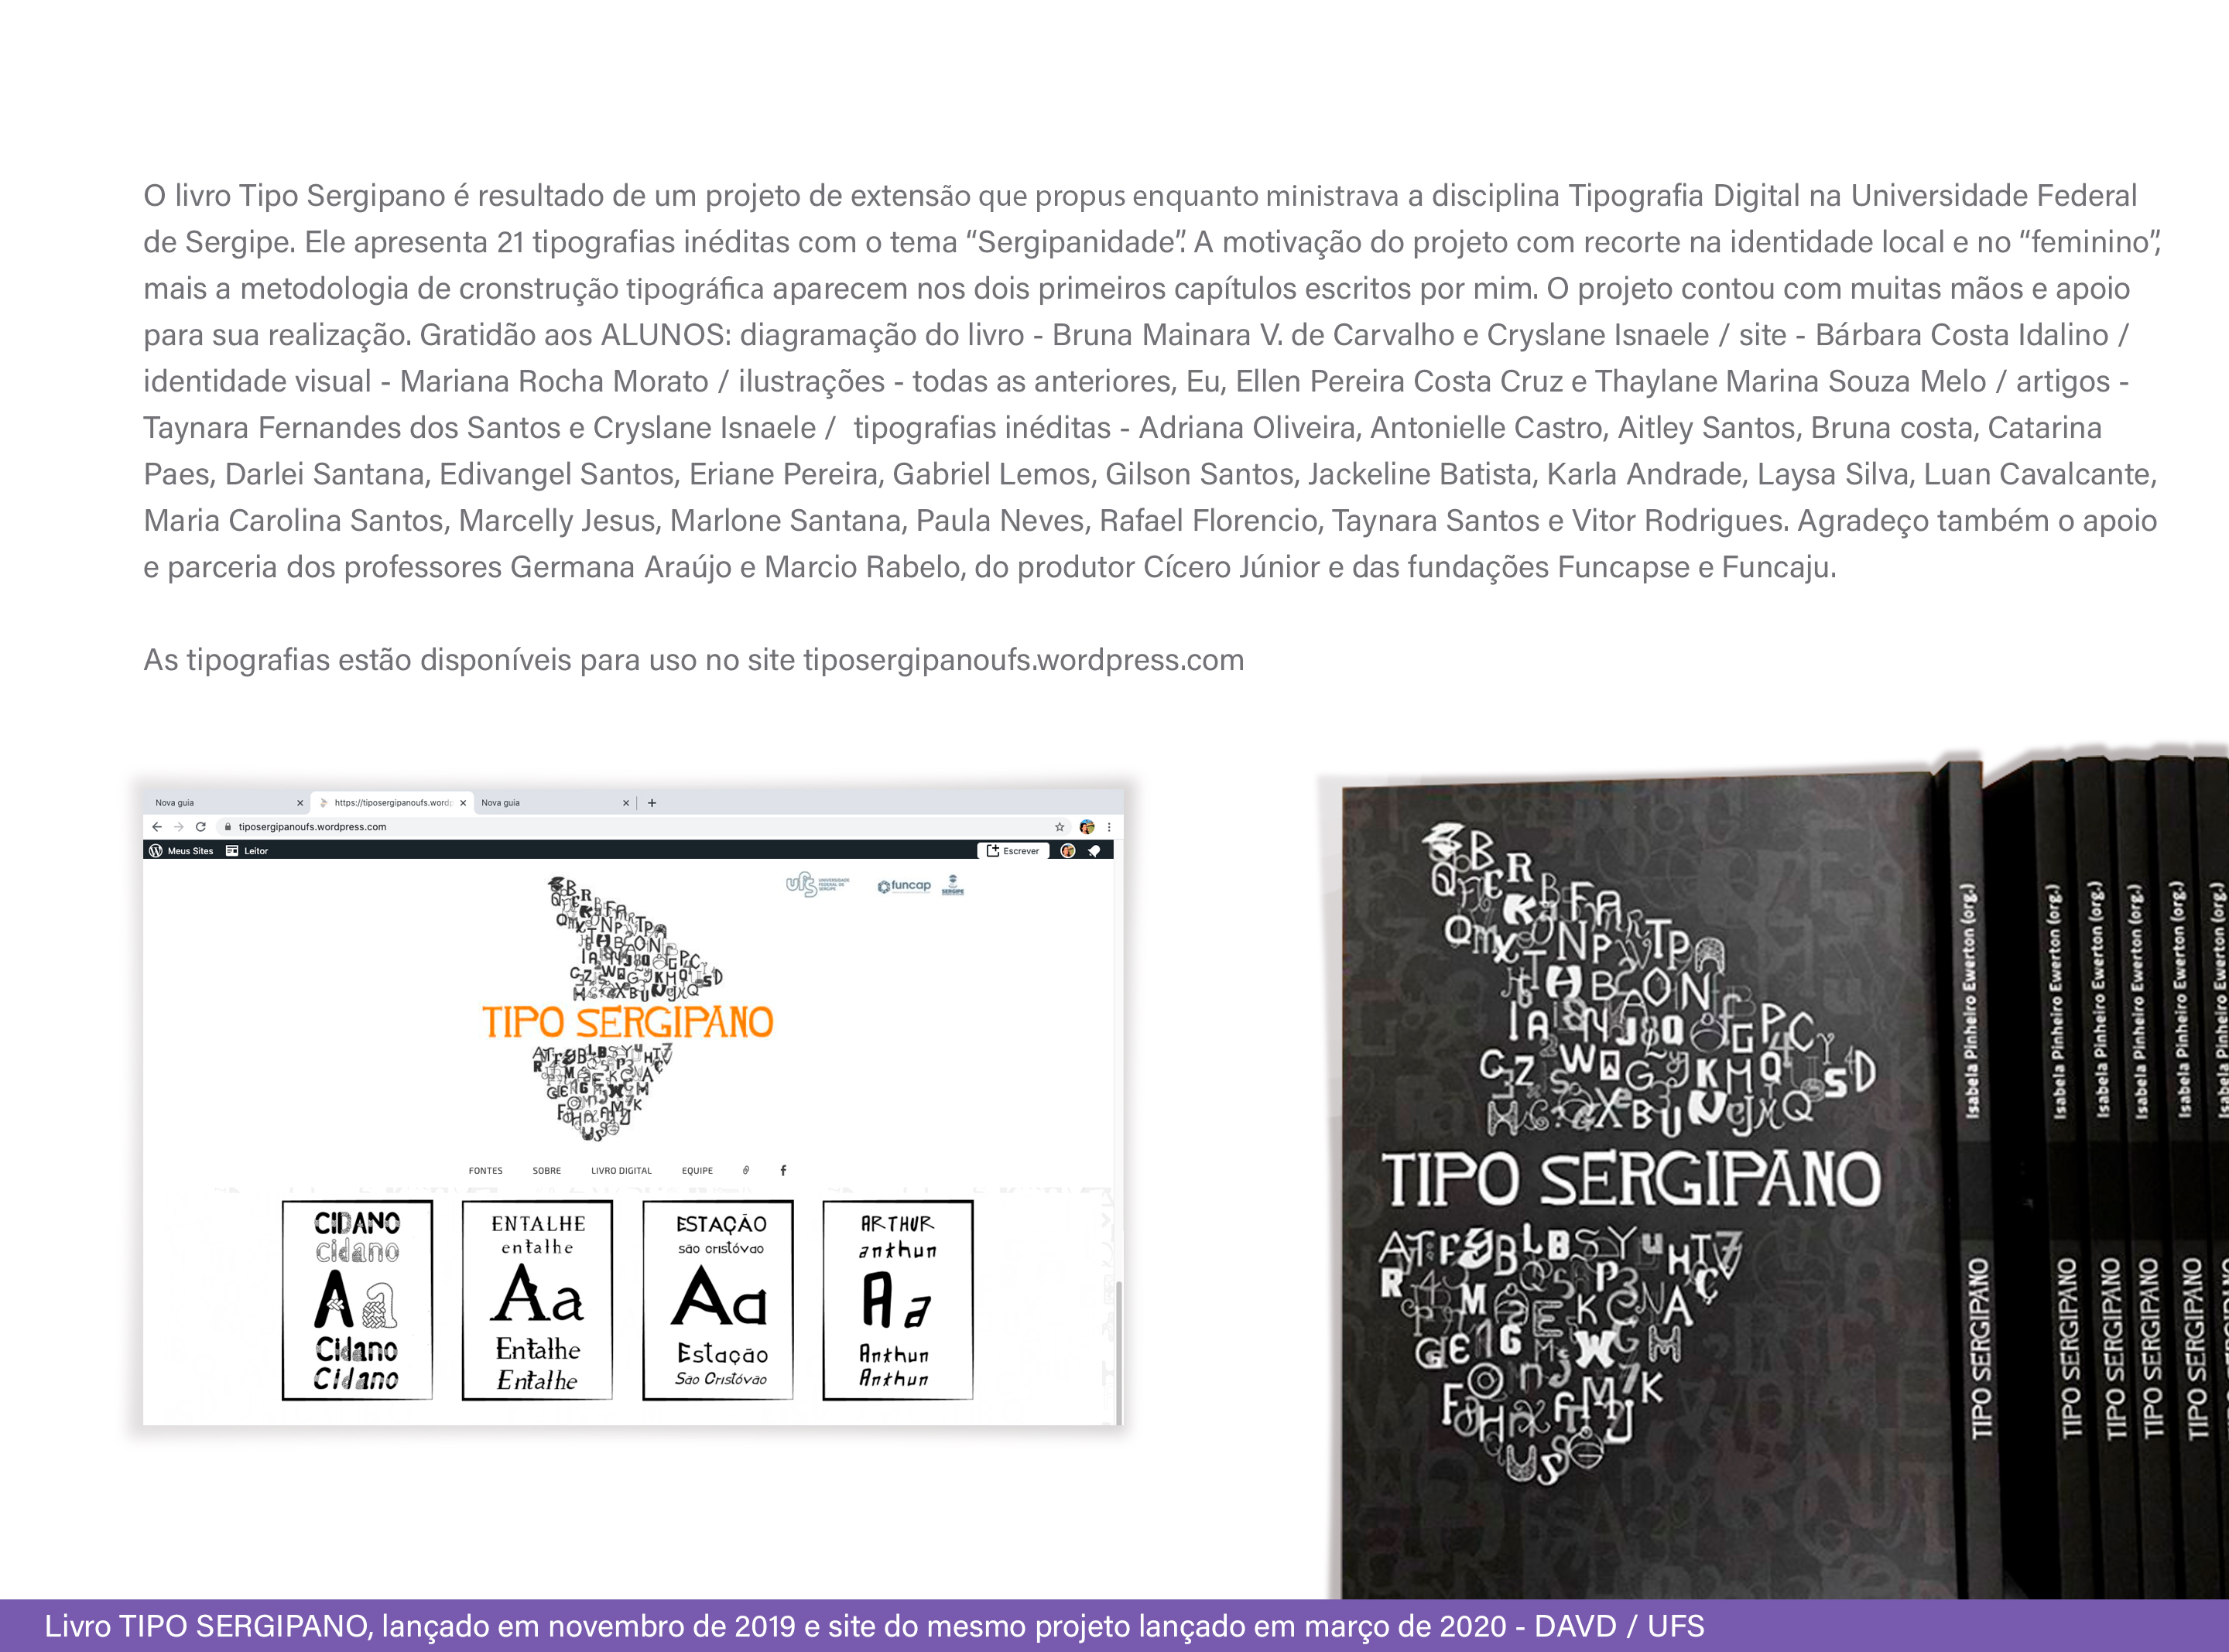 O livro Tipo Sergipano é resultado de um projeto de extensão que propus enquanto ministrava a disciplina Tipografia Digital na Universidade Federal
de Sergipe. Ele apresenta 21 tipografias inéditas com o tema “Sergipanidade”. A motivação do projeto com recorte na identidade local e no “feminino”,
mais a metodologia de cronstrução tipográfica aparecem nos dois primeiros capítulos escritos por mim. O projeto contou com muitas mãos e apoio
para sua realização. Gratidão aos ALUNOS: diagramação do livro - Bruna Mainara V. de Carvalho e Cryslane Isnaele / site - Bárbara Costa Idalino /
identidade visual - Mariana Rocha Morato / ilustrações - todas as anteriores, Eu, Ellen Pereira Costa Cruz e Thaylane Marina Souza Melo / artigos -
Taynara Fernandes dos Santos e Cryslane Isnaele / tipografias inéditas - Adriana Oliveira, Antonielle Castro, Aitley Santos, Bruna costa, Catarina
Paes, Darlei Santana, Edivangel Santos, Eriane Pereira, Gabriel Lemos, Gilson Santos, Jackeline Batista, Karla Andrade, Laysa Silva, Luan Cavalcante,
Maria Carolina Santos, Marcelly Jesus, Marlone Santana, Paula Neves, Rafael Florencio, Taynara Santos e Vitor Rodrigues. Agradeço também o apoio
e parceria dos professores Germana Araújo e Marcio Rabelo, do produtor Cícero Júnior e das fundações Funcapse e Funcaju.
As tipografias estão disponíveis para uso no site tiposergipanoufs.wordpress.com
Nova guia
https://tiposergipanoufs.wordp
Nova guia
tiposergipanoufs.wordpress.com
Meus Sites Leitor Escrever
ufs UNIVERSIDADE FEDERAL DE SERGIPE funcap SERGIPE
TIPO SERGIPANO
FONTES SOBRE LIVRO DIGITAL EQUIPE
CIDANO
cidano
Aa
Cidano
Cidano
ENTALHE
entalhe
Aa
Entalhe
Entalhe
ESTAÇÃO
são cristóvao
Aa
Estação
São Cristóvão
ARTHUR
anthun
Aa
Anthun
Anthun
TIPO SERGIPANO
Isabela Pinheiro Ewerton (org.) TIPO SERGIPANO
Isabela Pinheiro Ewerton (org.) TIPO SERGIPANO
Isabela Pinheiro Ewerton (org.) TIPO SERGIPANO
Isabela Pinheiro Ewerton (org.) TIPO SERGIPANO
Isabela Pinheiro Ewerton (org.) TIPO SERGIPANO
Livro TIPO SERGIPANO, lançado em novembro de 2019 e site do mesmo projeto lançado em março de 2020 - DAVD / UFS